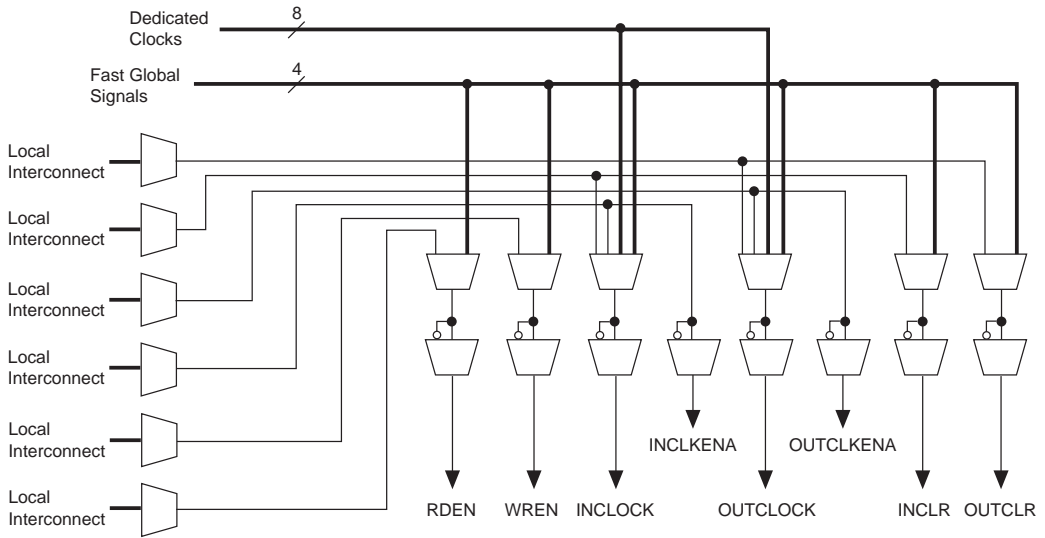 Dedicated
Clocks
8
Fast Global
Signals
4
Local
Interconnect
Local
Interconnect
Local
Interconnect
Local
Interconnect
Local
Interconnect
Local
Interconnect
INCLKENA
OUTCLKENA
RDEN
WREN
INCLOCK
OUTCLOCK
INCLR
OUTCLR